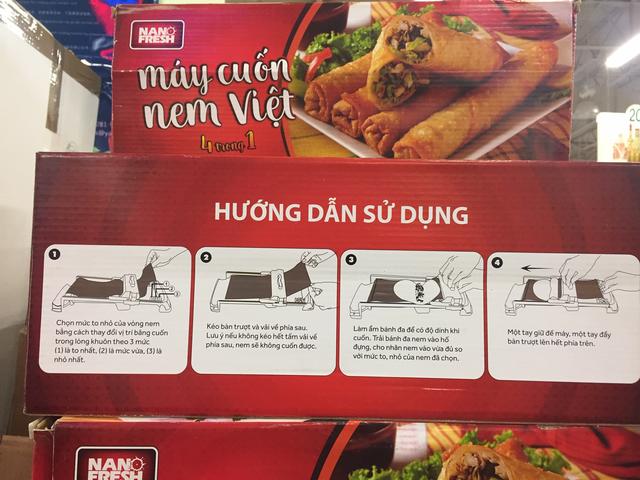 NANO
FRESH
máy cuốn
nem Việt
4 trong 1
HƯỚNG DẪN SỬ DỤNG
1
Chọn mức to nhỏ của vòng nem
bằng cách thay đổi vị trí bằng cuốn
trong lòng khuôn theo 3 mức
(1) là to nhất, (2) là mức vừa, (3) là
nhỏ nhất.
2
Kéo bàn trượt và vải về phía sau.
Lưu ý nếu không kéo hết tấm vải về
phía sau, nem sẽ không cuốn được.
3
Làm ẩm bánh đa để có độ dính khi
cuốn. Trải bánh đa nem vào hố
đựng, cho nhân nem vừa đủ so
với mức to, nhỏ của nem đã chọn.
4
Một tay giữ đế máy, một tay đẩy
bàn trượt lên hết phía trên.
NANO
FRESH
20